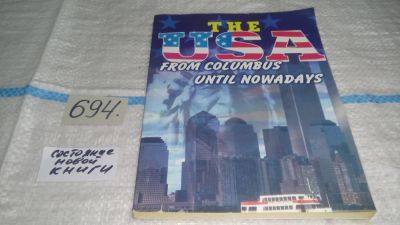 THE
USA
FROM COLUMBUS
UNTIL NOWADAYS
694.
состояние
новой
книги